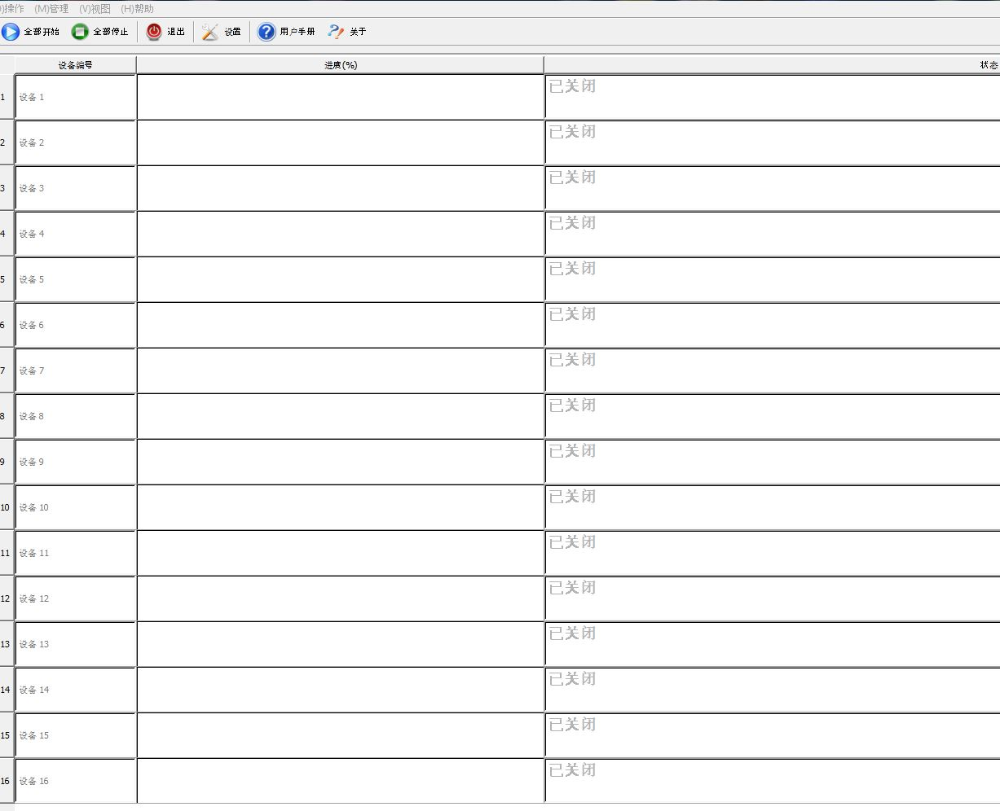 )操作 (M)管理 (V)视图 (H)帮助
全部开始 全部停止 退出 设置 用户手册 关于
设备编号 进度(%) 状态
1 设备 1 已关闭
2 设备 2 已关闭
3 设备 3 已关闭
4 设备 4 已关闭
5 设备 5 已关闭
6 设备 6 已关闭
7 设备 7 已关闭
8 设备 8 已关闭
9 设备 9 已关闭
10 设备 10 已关闭
11 设备 11 已关闭
12 设备 12 已关闭
13 设备 13 已关闭
14 设备 14 已关闭
15 设备 15 已关闭
16 设备 16 已关闭